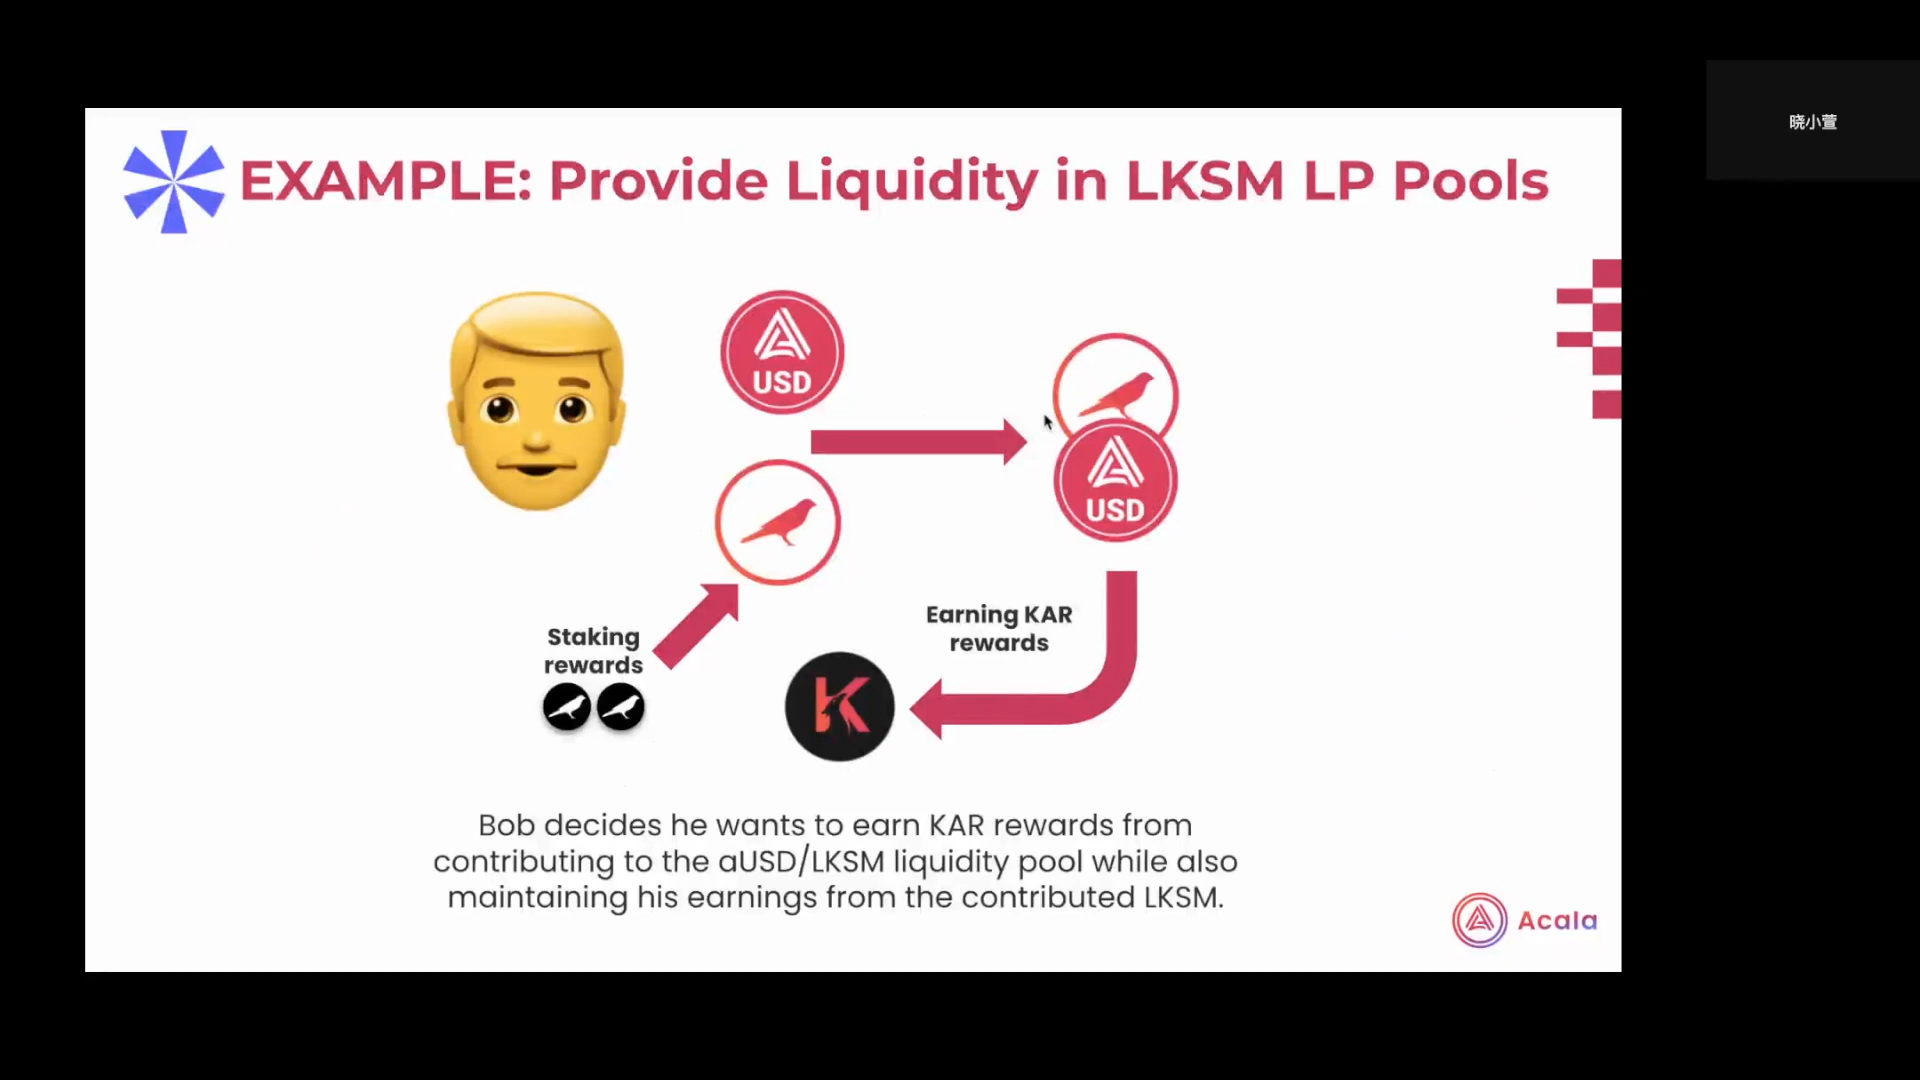 晓小萱
EXAMPLE: Provide Liquidity in LKSM LP Pools
USD
USD
Earning KAR
rewards
Staking
rewards
K
Bob decides he wants to earn KAR rewards from
contributing to the aUSD/LKSM liquidity pool while also
maintaining his earnings from the contributed LKSM.
Acala